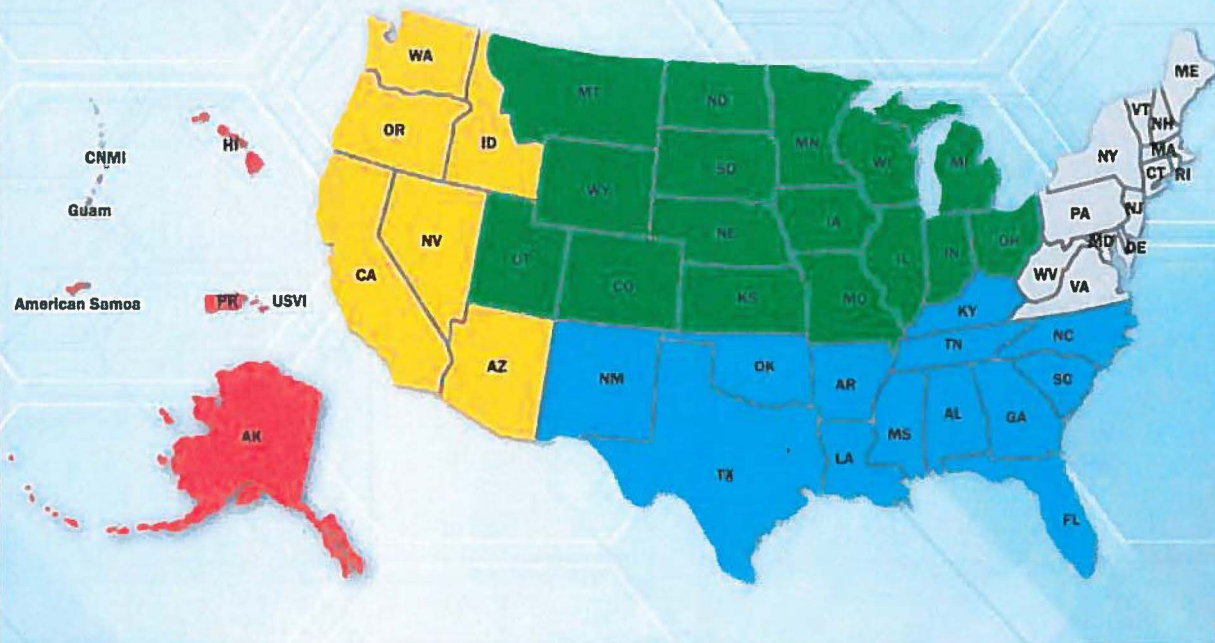 WA
OR
ID
NV
CA
AZ
MT
ND
MN
WI
MI
SD
WY
NE
IA
UT
CO
KS
MO
IL
IN
OH
KY
TN
NC
SC
NM
OK
AR
TX
LA
MS
AL
GA
FL
ME
VT
NH
MA
NY
CT
RI
PA
NJ
MD
DE
WV
VA
CNMI
HI
Guam
American Samoa
PR
USVI
AK